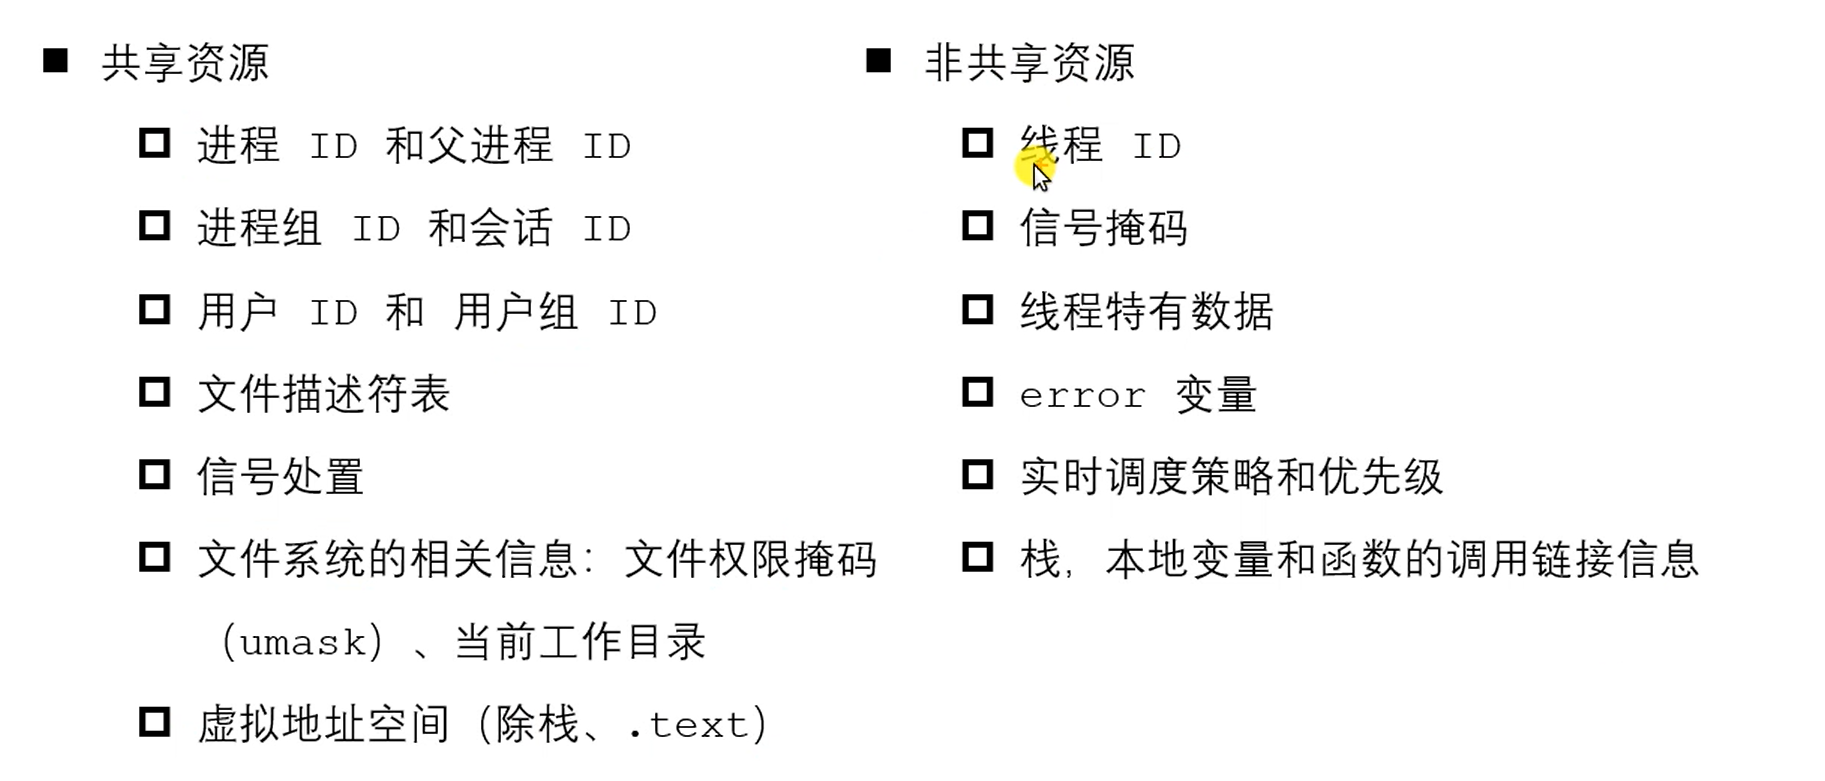 共享资源
进程 ID 和父进程 ID
进程组 ID 和会话 ID
用户 ID 和 用户组 ID
文件描述符表
信号处置
文件系统的相关信息：文件权限掩码
（umask）、当前工作目录
虚拟地址空间（除栈、.text）
非共享资源
线程 ID
信号掩码
线程特有数据
error 变量
实时调度策略和优先级
栈，本地变量和函数的调用链接信息